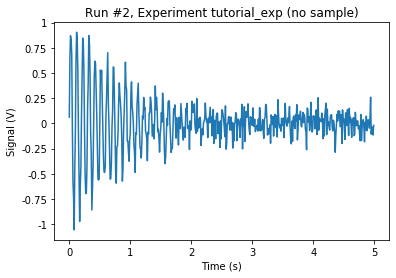 Run #2, Experiment tutorial_exp (no sample)
1
0.75
0.5
0.25
0
-0.25
-0.5
-0.75
-1
Signal (V)
0 1 2 3 4 5
Time (s)